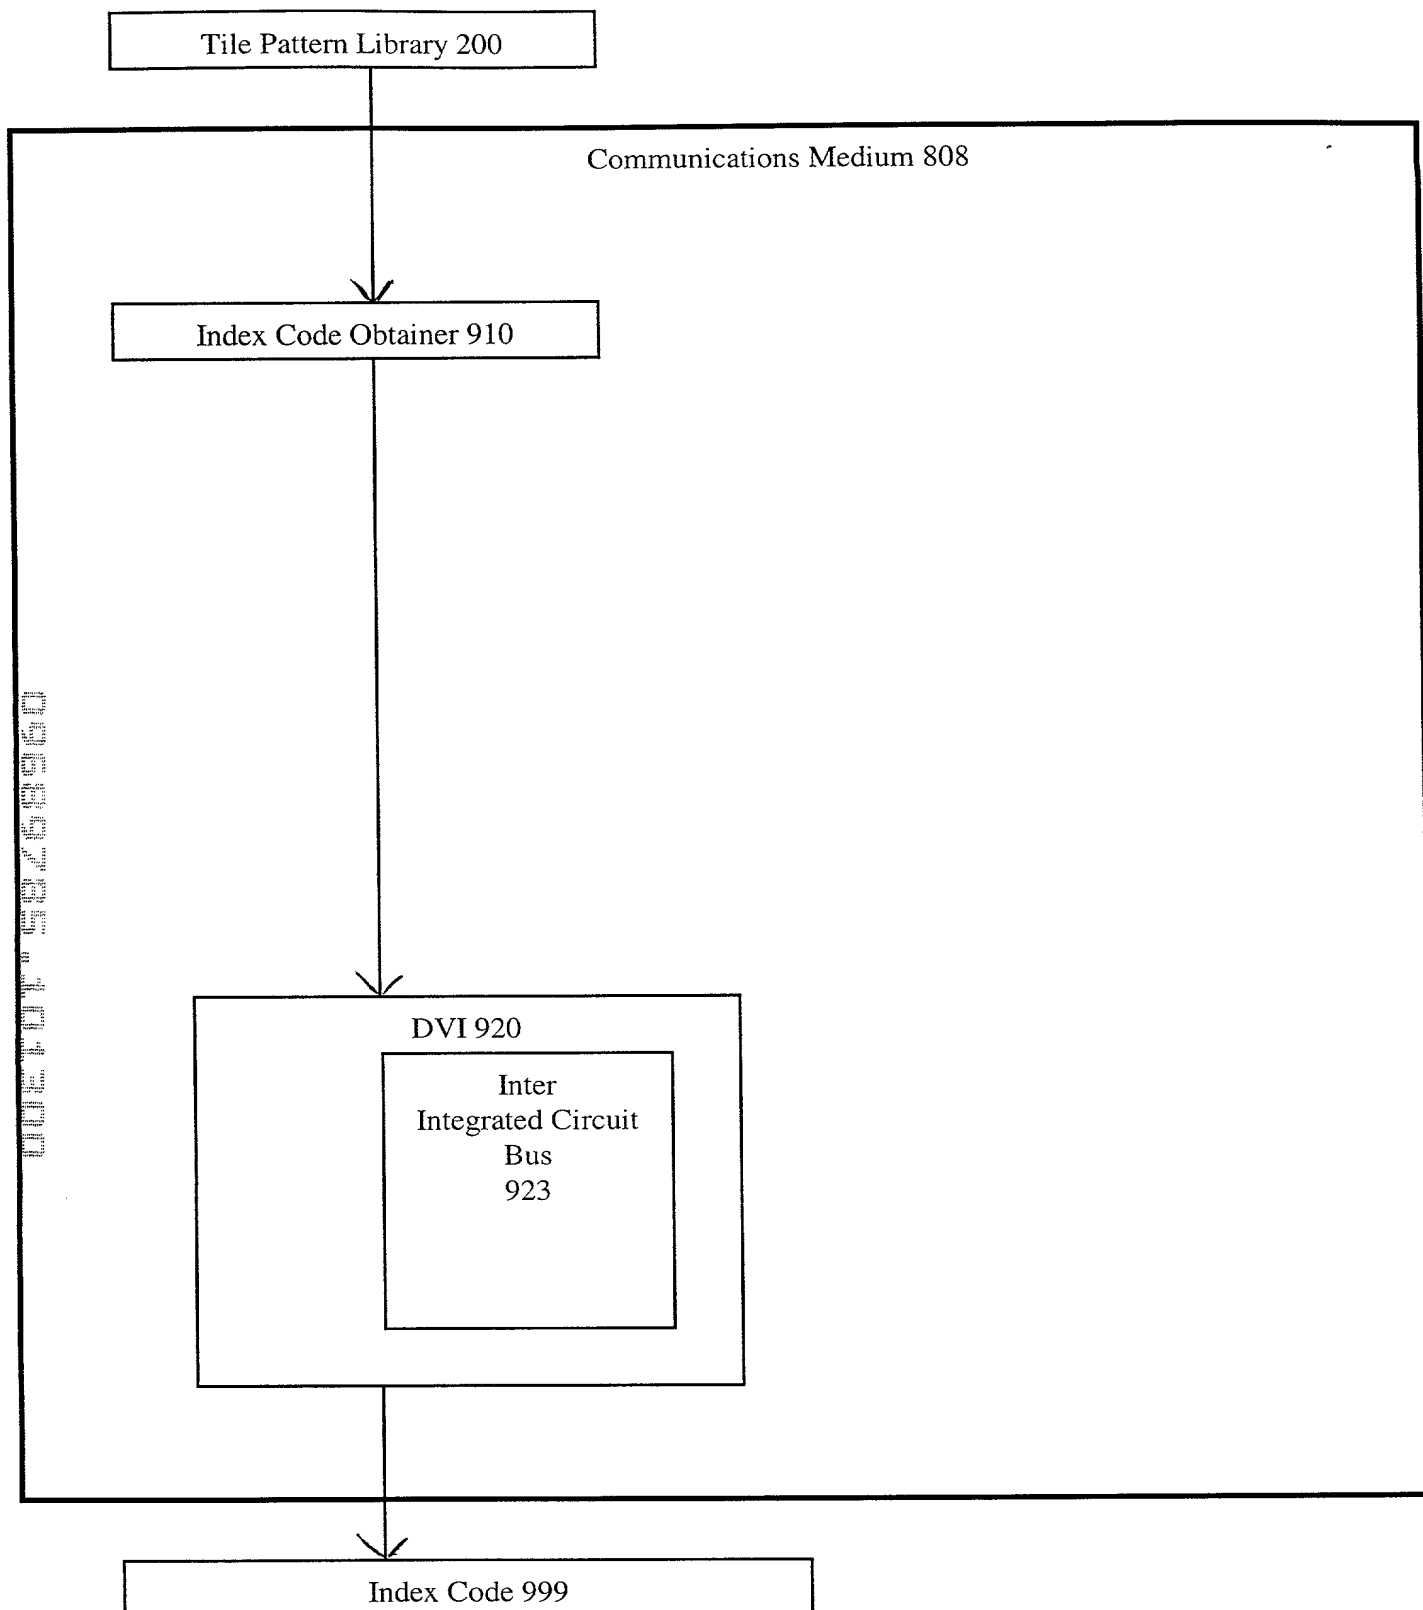 Tile Pattern Library 200
Communications Medium 808
Index Code Obtainer 910
DVI 920
Inter
Integrated Circuit
Bus
923
Index Code 999